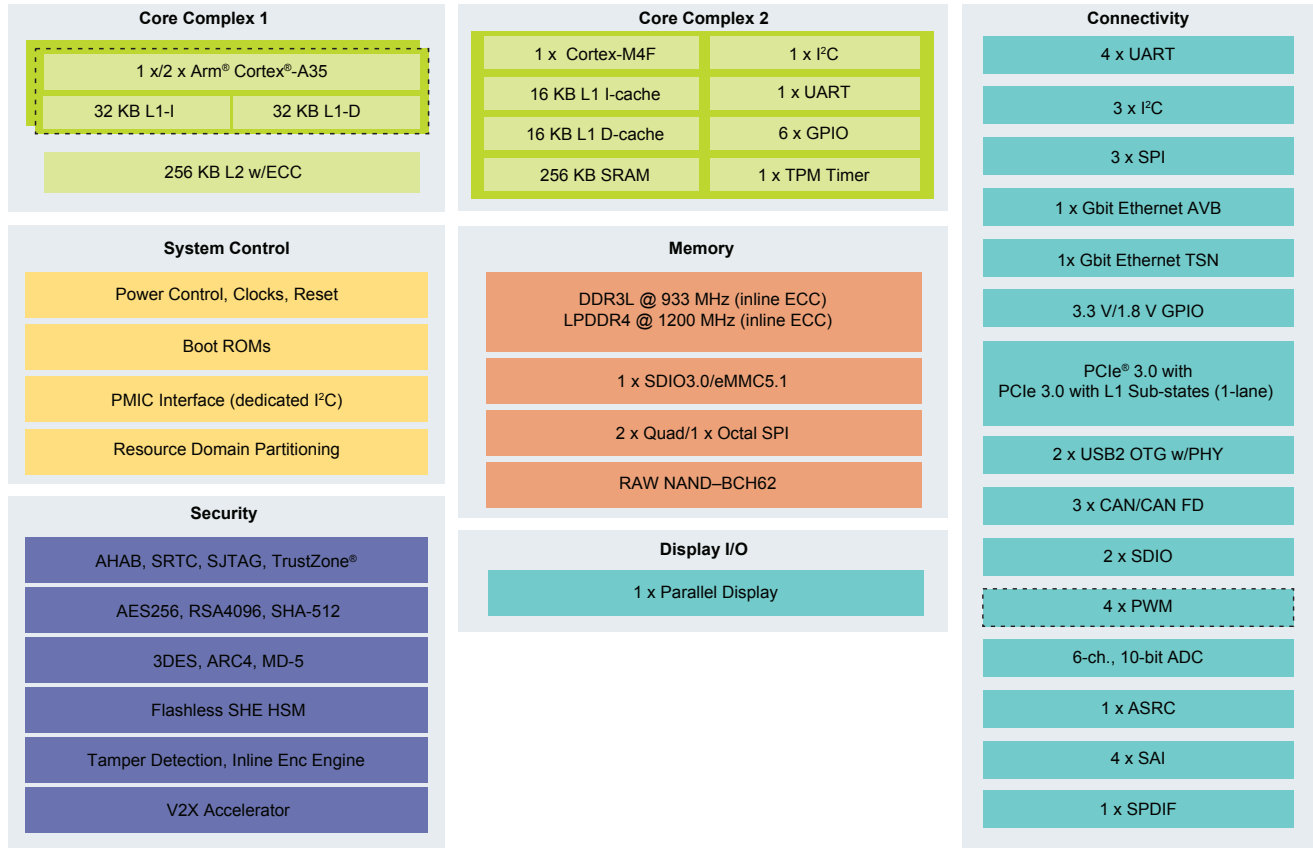 Core Complex 1
1 x/2 x Arm® Cortex®-A35
32 KB L1-I
32 KB L1-D
256 KB L2 w/ECC
Core Complex 2
1 x Cortex-M4F
1 x I²C
16 KB L1 I-cache
1 x UART
16 KB L1 D-cache
6 x GPIO
256 KB SRAM
1 x TPM Timer
System Control
Power Control, Clocks, Reset
Boot ROMs
PMIC Interface (dedicated I²C)
Resource Domain Partitioning
Memory
DDR3L @ 933 MHz (inline ECC)
LPDDR4 @ 1200 MHz (inline ECC)
1 x SDIO3.0/eMMC5.1
2 x Quad/1 x Octal SPI
RAW NAND–BCH62
Security
AHAB, SRTC, SJTAG, TrustZone®
AES256, RSA4096, SHA-512
3DES, ARC4, MD-5
Flashless SHE HSM
Tamper Detection, Inline Enc Engine
V2X Accelerator
Display I/O
1 x Parallel Display
Connectivity
4 x UART
3 x I²C
3 x SPI
1 x Gbit Ethernet AVB
1x Gbit Ethernet TSN
3.3 V/1.8 V GPIO
PCIe® 3.0 with
PCIe 3.0 with L1 Sub-states (1-lane)
2 x USB2 OTG w/PHY
3 x CAN/CAN FD
2 x SDIO
4 x PWM
6-ch., 10-bit ADC
1 x ASRC
4 x SAI
1 x SPDIF